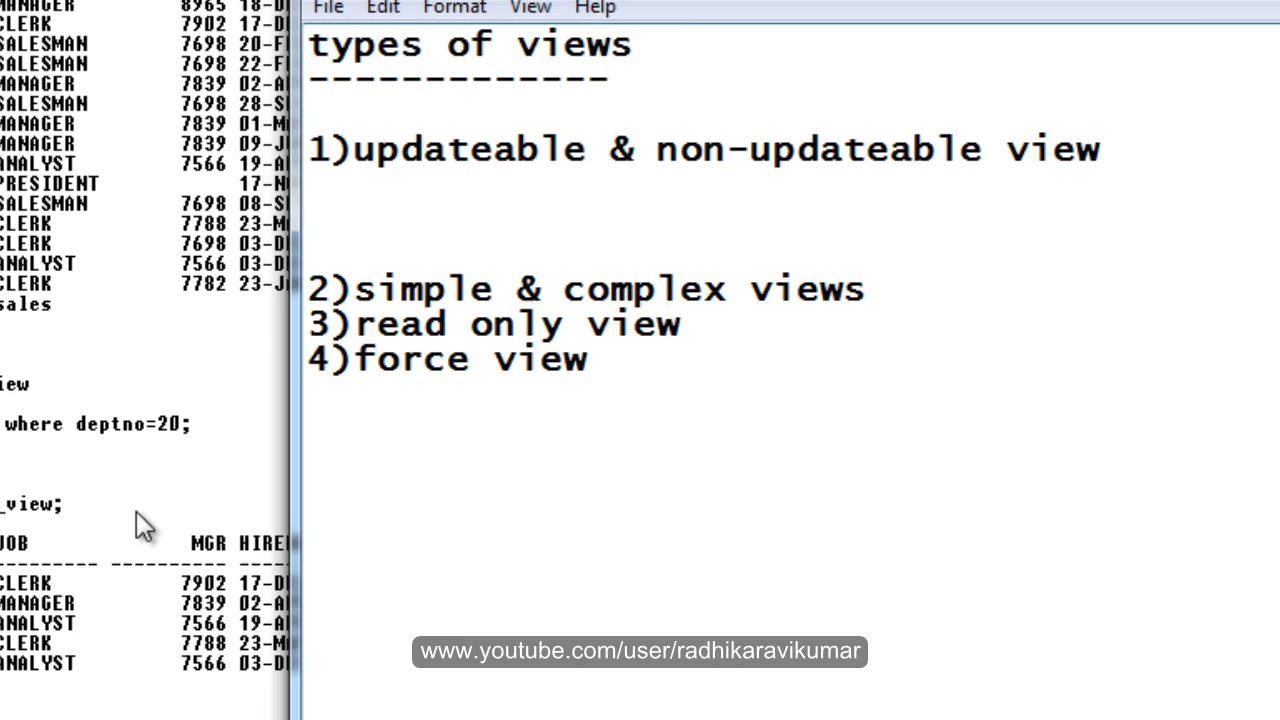 MANAGER 8965 18-D
CLERK 7902 17-D
SALESMAN 7698 20-F
SALESMAN 7698 22-F
MANAGER 7839 02-A
SALESMAN 7698 28-S
MANAGER 7839 01-M
MANAGER 7839 09-J
ANALYST 7566 19-A
PRESIDENT 17-N
SALESMAN 7698 08-S
CLERK 7788 23-M
CLERK 7698 03-D
ANALYST 7566 03-D
CLERK 7782 23-J
sales
iew
where deptno=20;
_view;
JOB MGR HIRE
--------- ---------- ----
CLERK 7902 17-D
MANAGER 7839 02-A
ANALYST 7566 19-A
CLERK 7788 23-M
ANALYST 7566 03-D
File Edit Format View Help
types of views
-------------
1)updateable & non-updateable view
2)simple & complex views
3)read only view
4)force view
www.youtube.com/user/radhikaravikumar